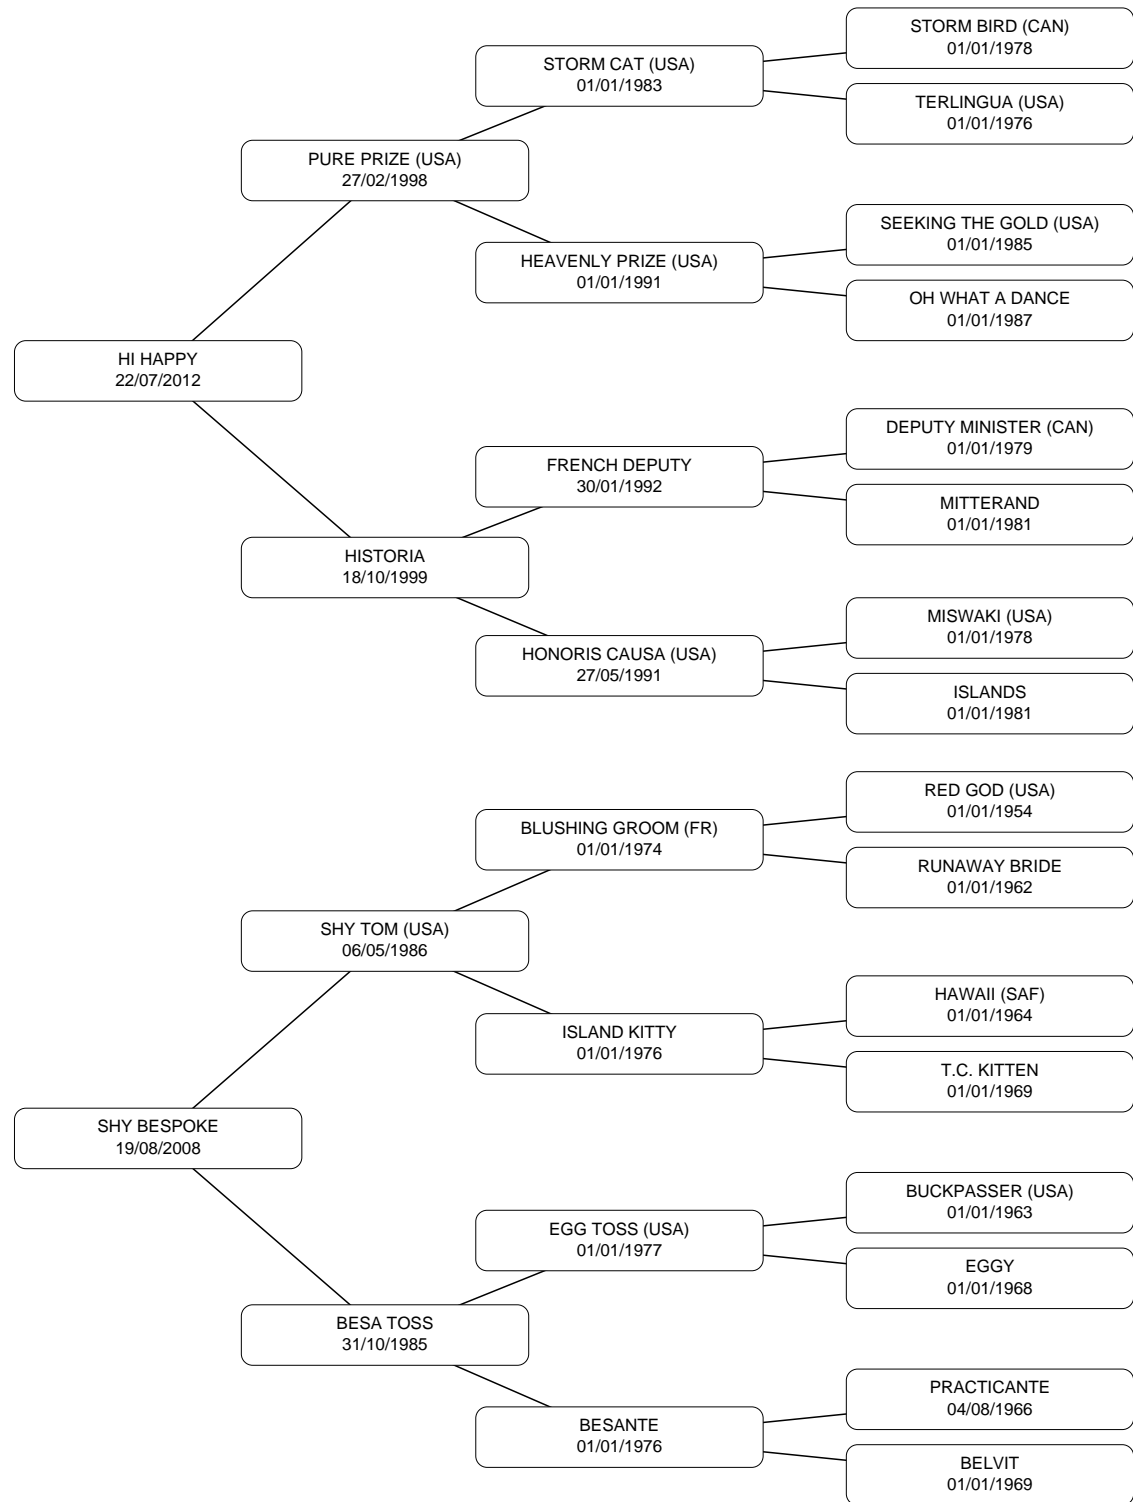 STORM BIRD (CAN)
01/01/1978
STORM CAT (USA)
01/01/1983
TERLINGUA (USA)
01/01/1976
PURE PRIZE (USA)
27/02/1998
SEEKING THE GOLD (USA)
01/01/1985
HEAVENLY PRIZE (USA)
01/01/1991
OH WHAT A DANCE
01/01/1987
HI HAPPY
22/07/2012
DEPUTY MINISTER (CAN)
01/01/1979
FRENCH DEPUTY
30/01/1992
MITTERAND
01/01/1981
HISTORIA
18/10/1999
MISWAKI (USA)
01/01/1978
HONORIS CAUSA (USA)
27/05/1991
ISLANDS
01/01/1981
RED GOD (USA)
01/01/1954
BLUSHING GROOM (FR)
01/01/1974
RUNAWAY BRIDE
01/01/1962
SHY TOM (USA)
06/05/1986
HAWAII (SAF)
01/01/1964
ISLAND KITTY
01/01/1976
T.C. KITTEN
01/01/1969
SHY BESPOKE
19/08/2008
BUCKPASSER (USA)
01/01/1963
EGG TOSS (USA)
01/01/1977
EGGY
01/01/1968
BESA TOSS
31/10/1985
PRACTICANTE
04/08/1966
BESANTE
01/01/1976
BELVIT
01/01/1969